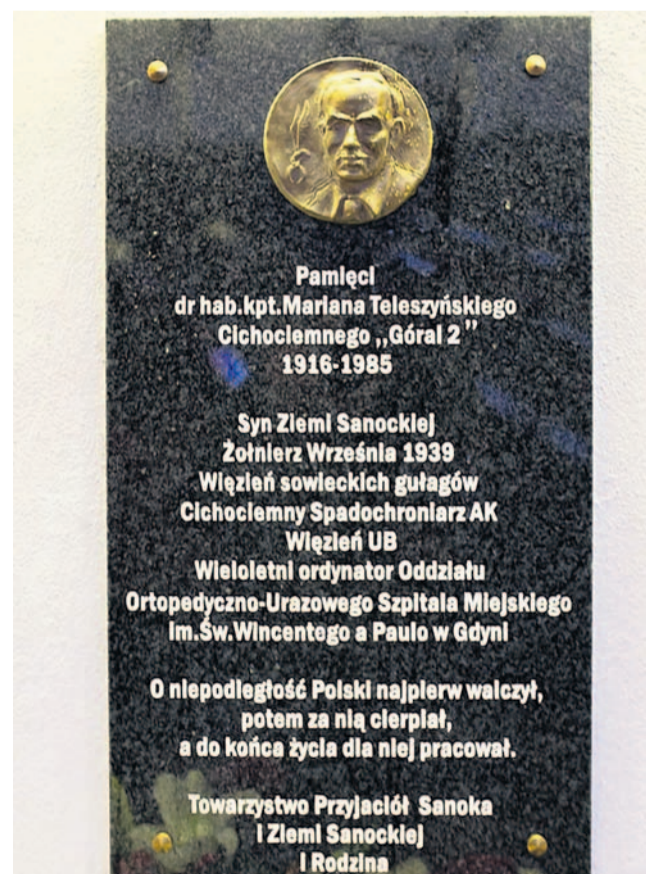 Pamięci
dr hab.kpt.Mariana Teleszyńskiego
Cichociemnego „Góral 2”
1916-1985
Syn Ziemi Sanockiej
Żołnierz Września 1939
Więzień sowieckich gułagów
Cichociemny Spadochroniarz AK
Więzień UB
Wieloletni ordynator Oddziału
Ortopedyczno-Urazowego Szpitala Miejskiego
im.Św.Wincentego a Paulo w Gdyni
O niepodległość Polski najpierw walczył,
potem za nią cierpiał,
a do końca życia dla niej pracował.
Towarzystwo Przyjaciół Sanoka
i Ziemi Sanockiej
i Rodzina